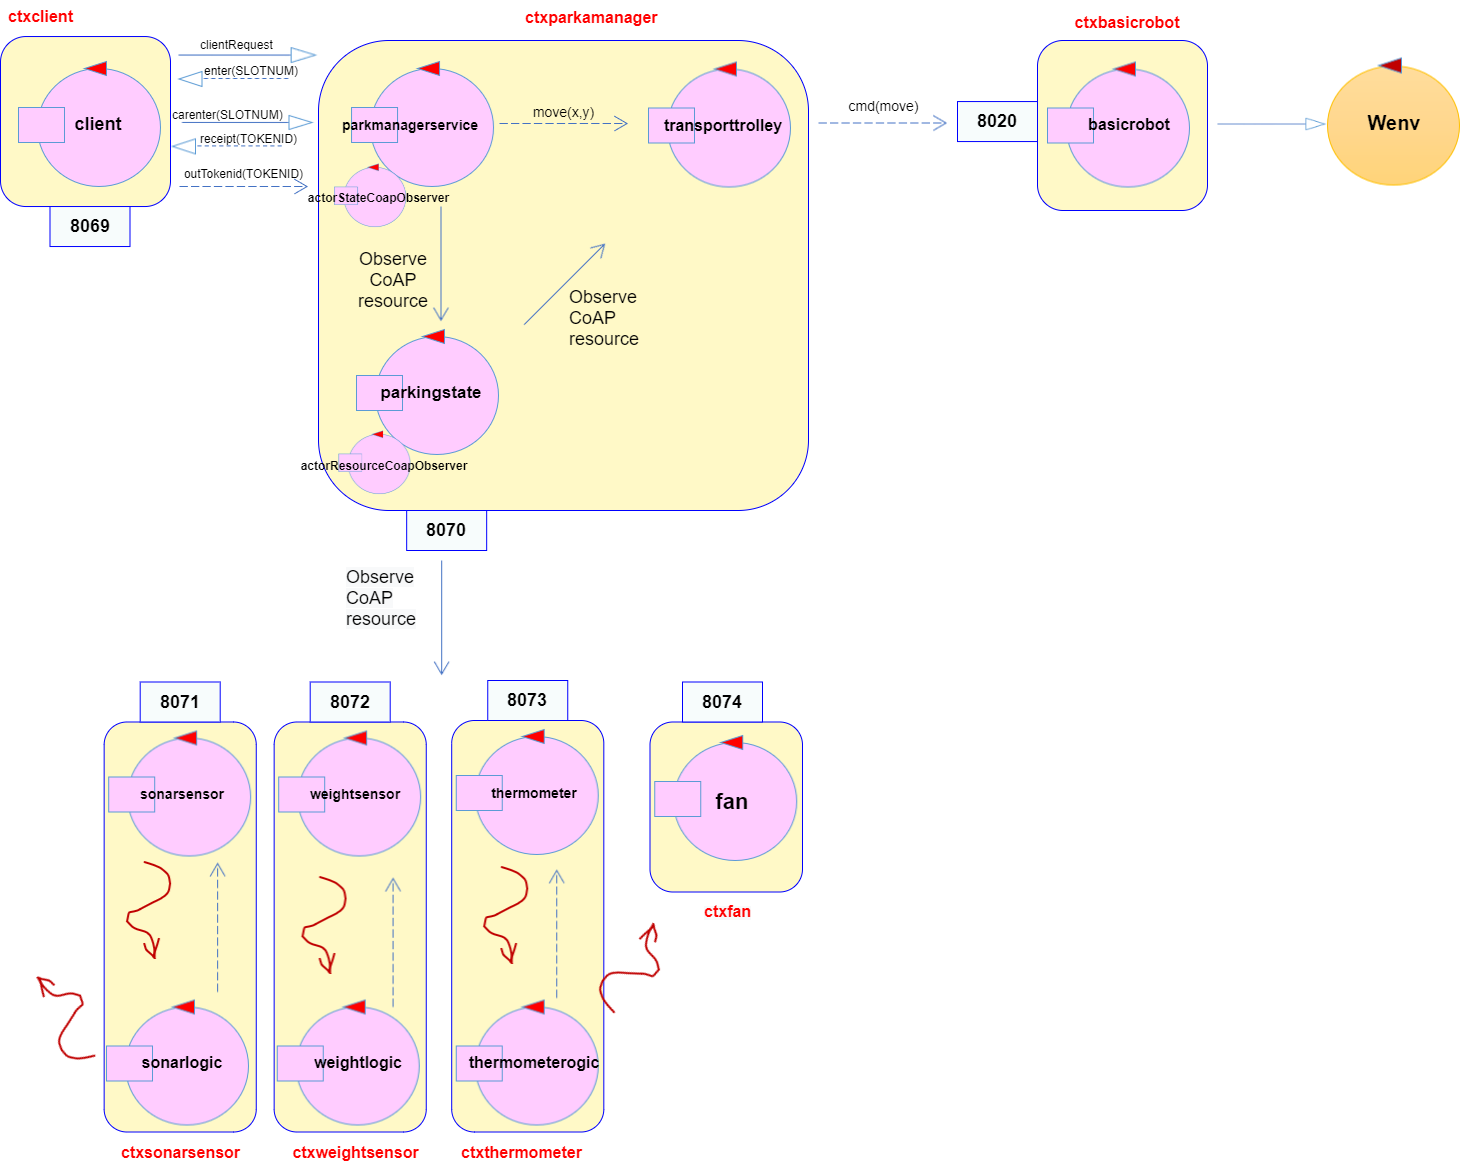 ctxclient
ctxparkamanager
ctxbasicrobot
clientRequest
enter(SLOTNUM)
carenter(SLOTNUM)
receipt(TOKENID)
outTokenid(TOKENID)
client
8069
parkmanagerservice
move(x,y)
transporttrolley
cmd(move)
8020
basicrobot
Wenv
actorStateCoapObserver
Observe
CoAP
resource
Observe
CoAP
resource
parkingstate
actorResourceCoapObserver
8070
Observe
CoAP
resource
8071
8072
8073
8074
sonarsensor
weightsensor
thermometer
fan
ctxfan
sonarlogic
weightlogic
thermometerogic
ctxsonarsensor
ctxweightsensor
ctxthermometer